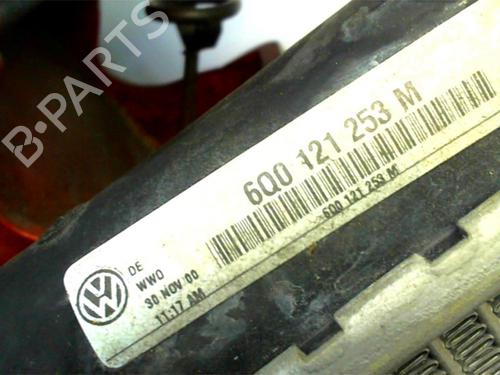 B-PARTS
6Q0 121 253 M
6Q0 121 253 M
DE
WWO
30 NOV 00
11:17 AM